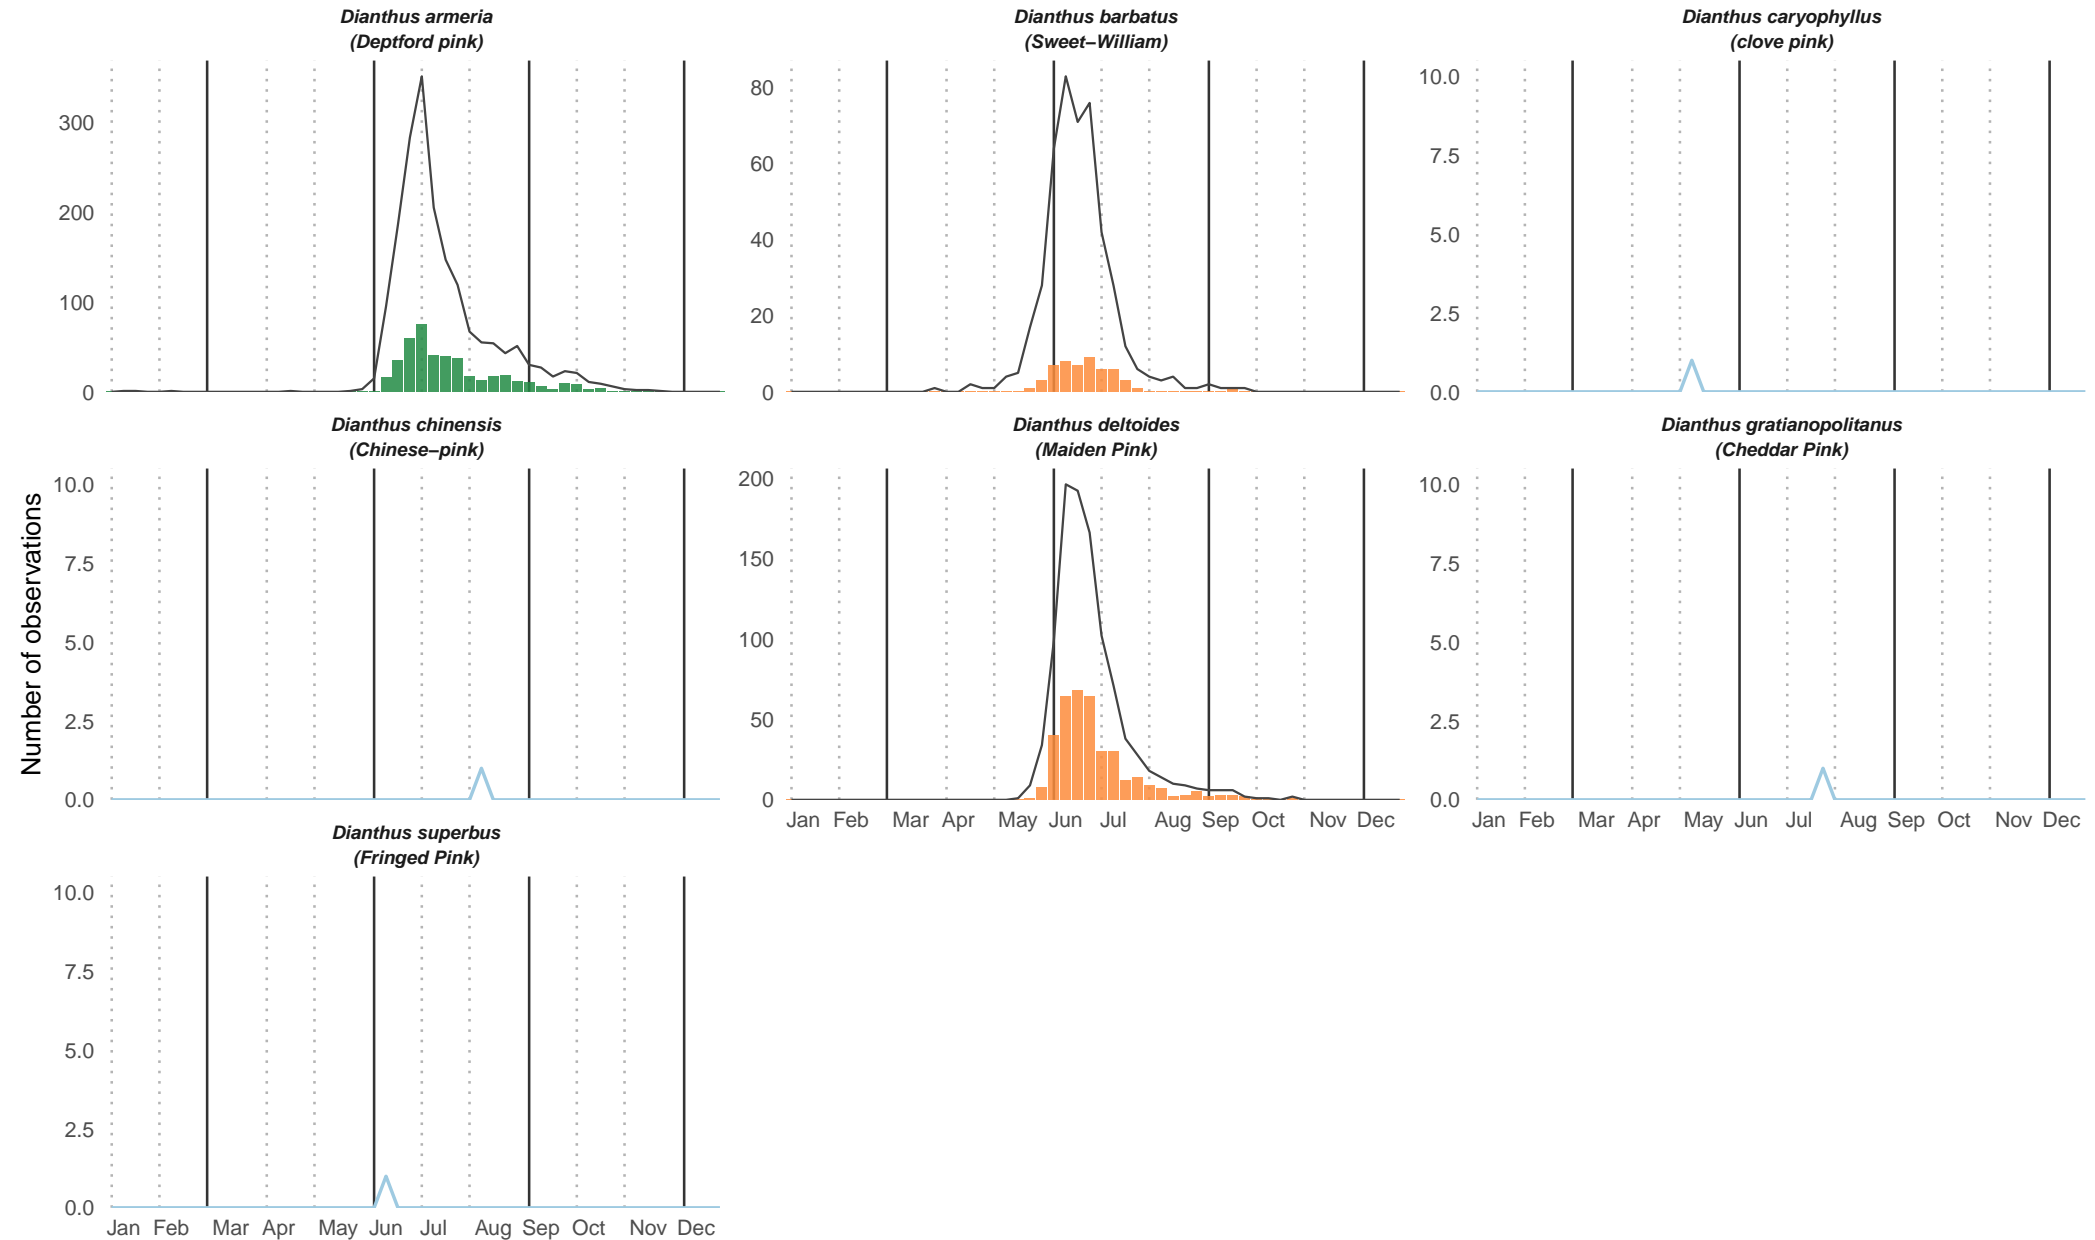 Dianthus armeria
(Deptford pink)
Dianthus barbatus
(Sweet–William)
Dianthus caryophyllus
(clove pink)
300
200
100
0
80
60
40
20
0
10.0
7.5
5.0
2.5
0.0
Dianthus chinensis
(Chinese–pink)
Dianthus deltoides
(Maiden Pink)
Dianthus gratianopolitanus
(Cheddar Pink)
Number of observations
10.0
7.5
5.0
2.5
0.0
200
150
100
50
0
Jan Feb Mar Apr May Jun Jul Aug Sep Oct Nov Dec
10.0
7.5
5.0
2.5
0.0
Jan Feb Mar Apr May Jun Jul Aug Sep Oct Nov Dec
Dianthus superbus
(Fringed Pink)
10.0
7.5
5.0
2.5
0.0
Jan Feb Mar Apr May Jun Jul Aug Sep Oct Nov Dec